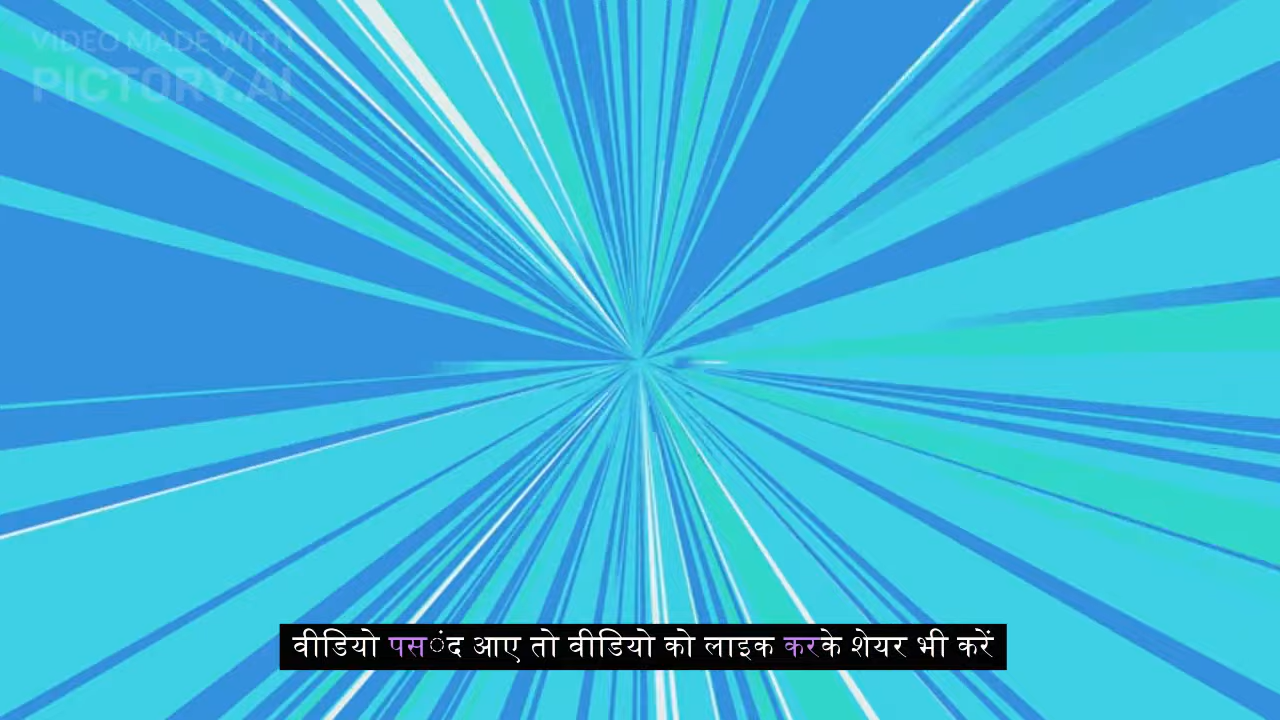 VIDEO MADE WITH
PICTORY.AI
वीडियो पसंद आए तो वीडियो को लाइक करके शेयर भी करें